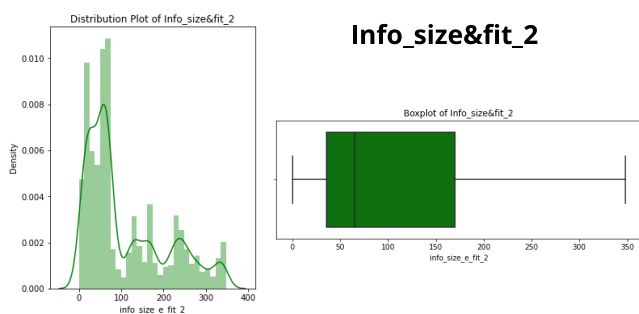 Distribution Plot of Info_size&fit_2
0.010
0.008
0.006
0.004
0.002
0.000
Density
0 100 200 300 400
info_size_e_fit_2
Info_size&fit_2
Boxplot of Info_size&fit_2
0 50 100 150 200 250 300 350
info_size_e_fit_2